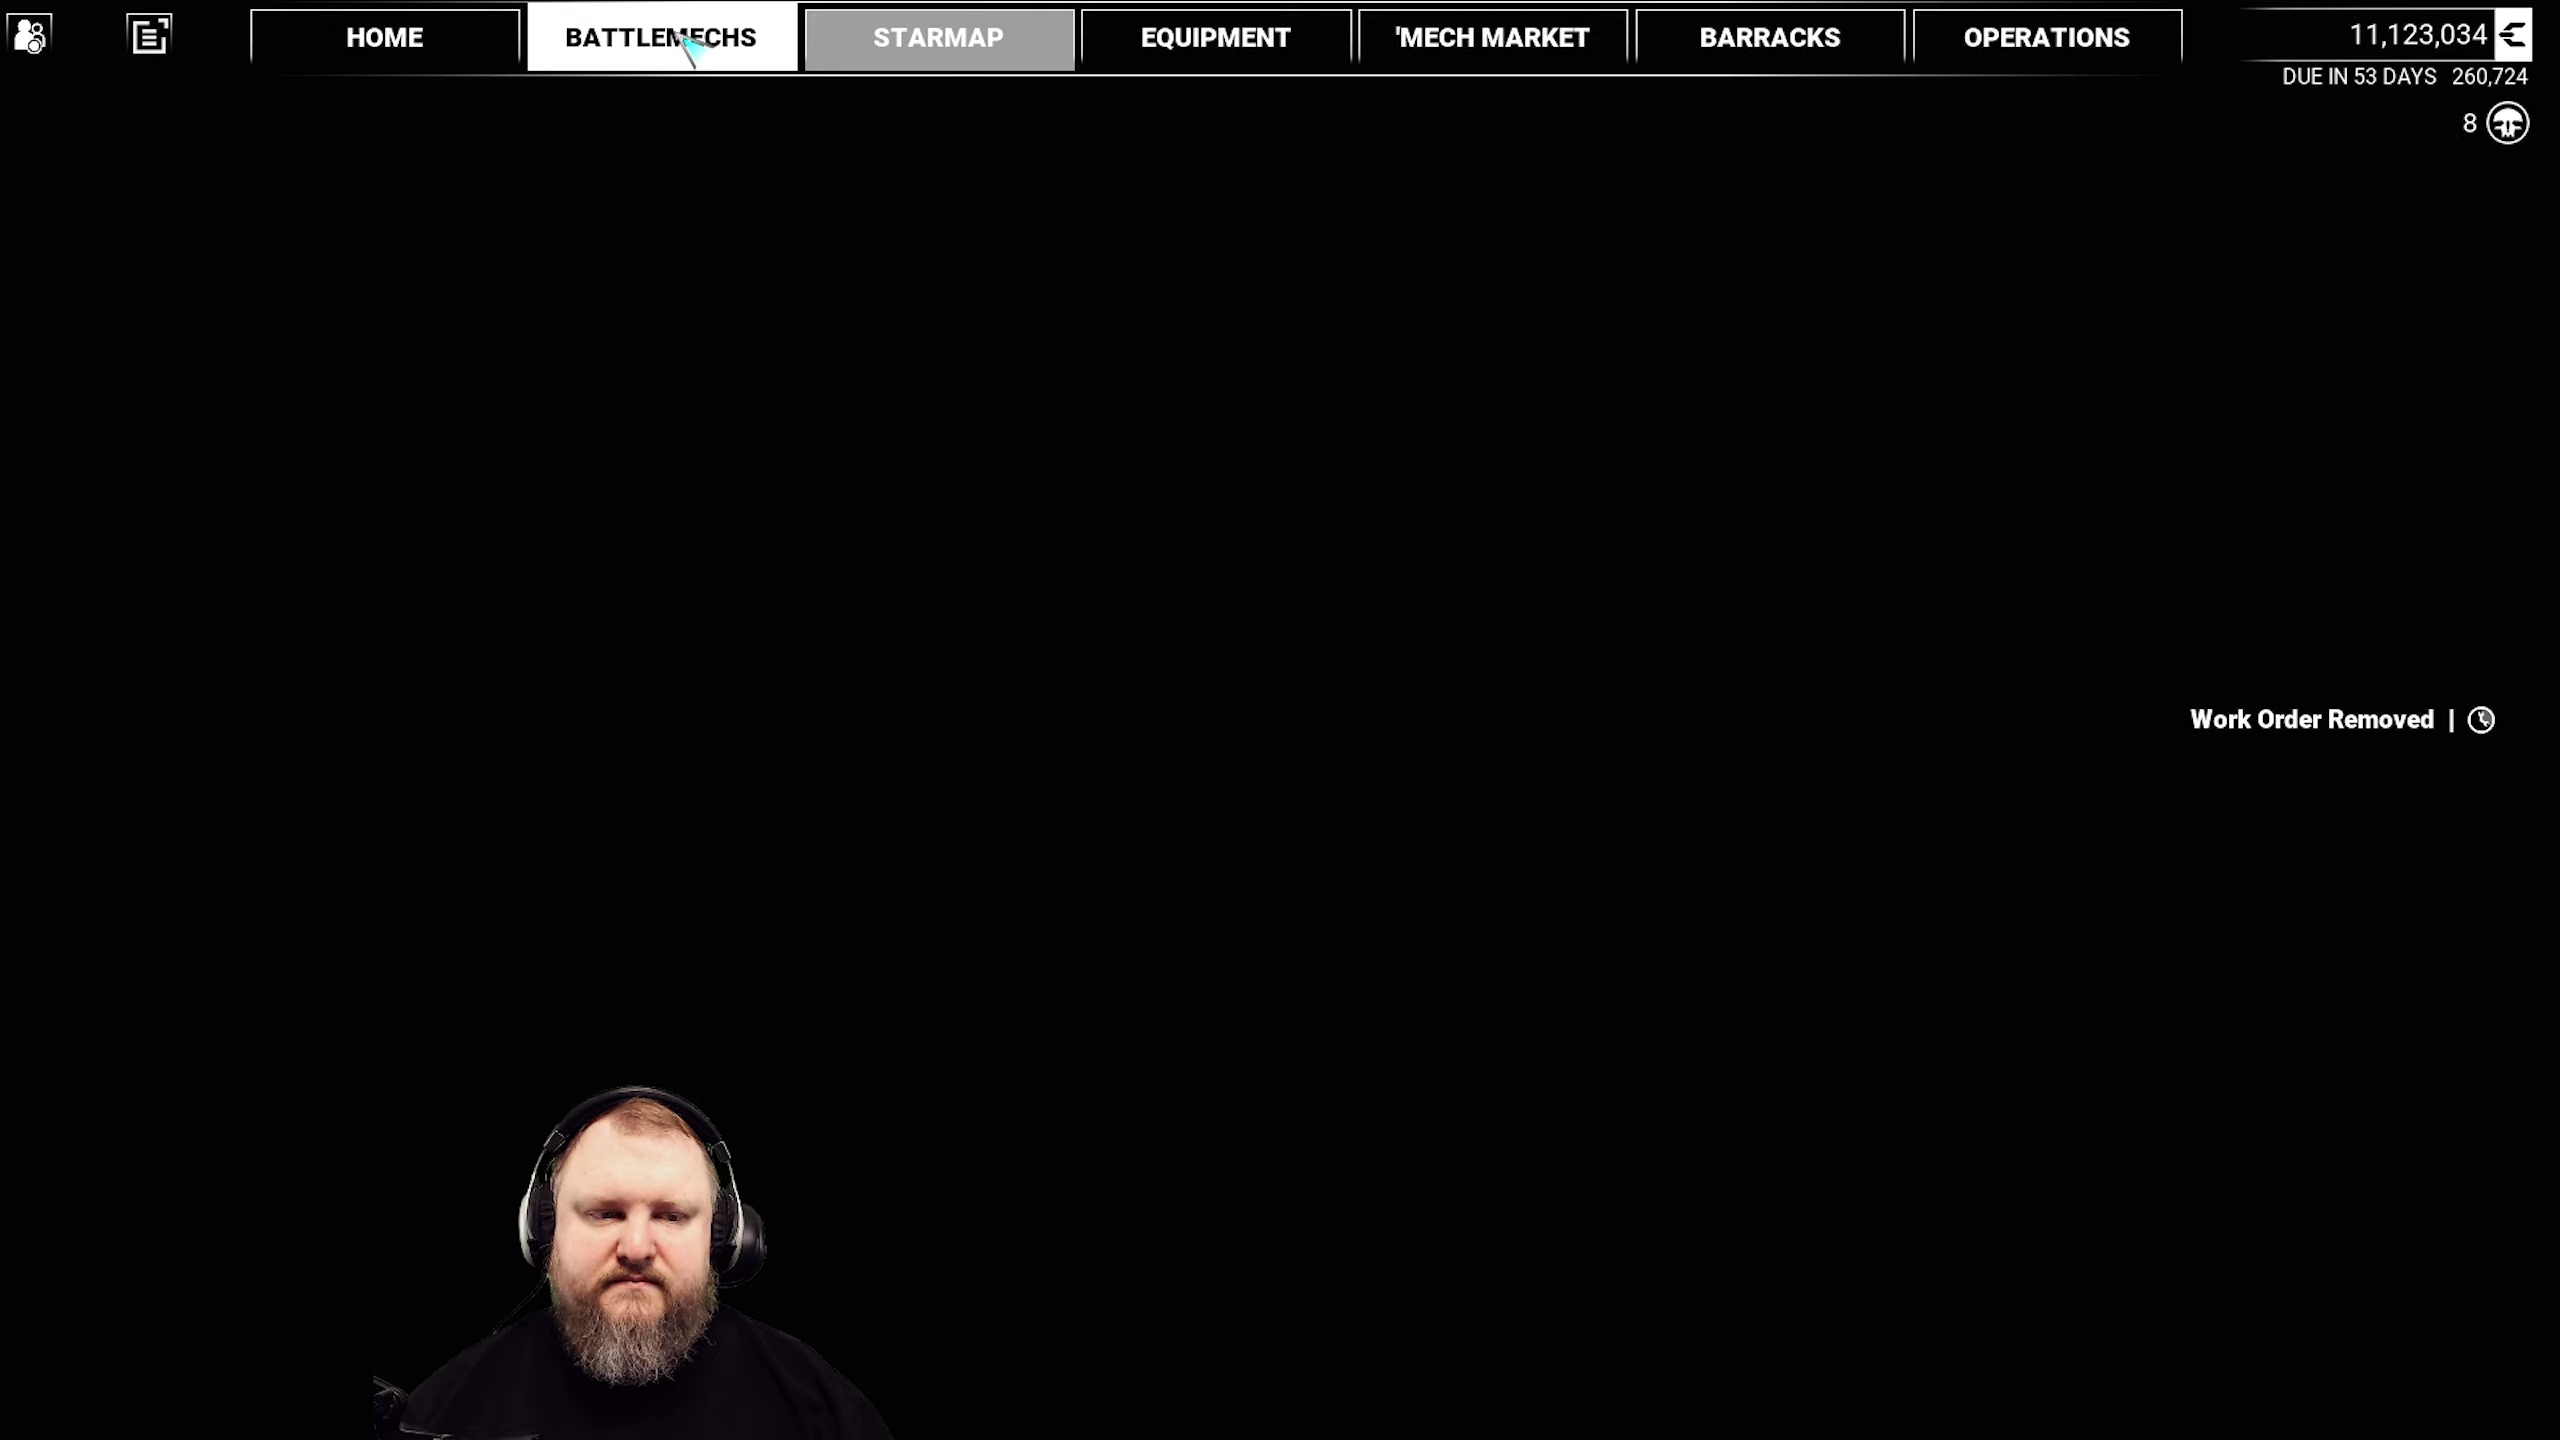 HOME
BATTLEMECHS
STARMAP
EQUIPMENT
'MECH MARKET
BARRACKS
OPERATIONS
11,123,034
DUE IN 53 DAYS 260,724
8
Work Order Removed |